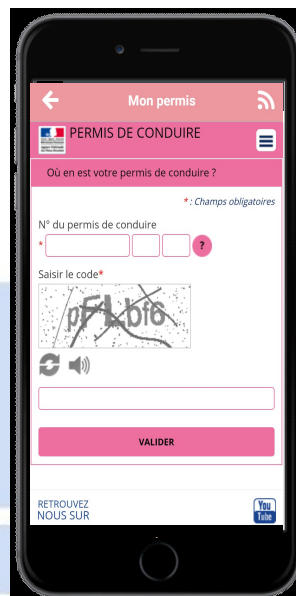 Mon permis
PERMIS DE CONDUIRE
Où en est votre permis de conduire ?
* : Champs obligatoires
N° du permis de conduire
*
?
Saisir le code*
pFLbf6
VALIDER
RETROUVEZ
NOUS SUR
You
Tube